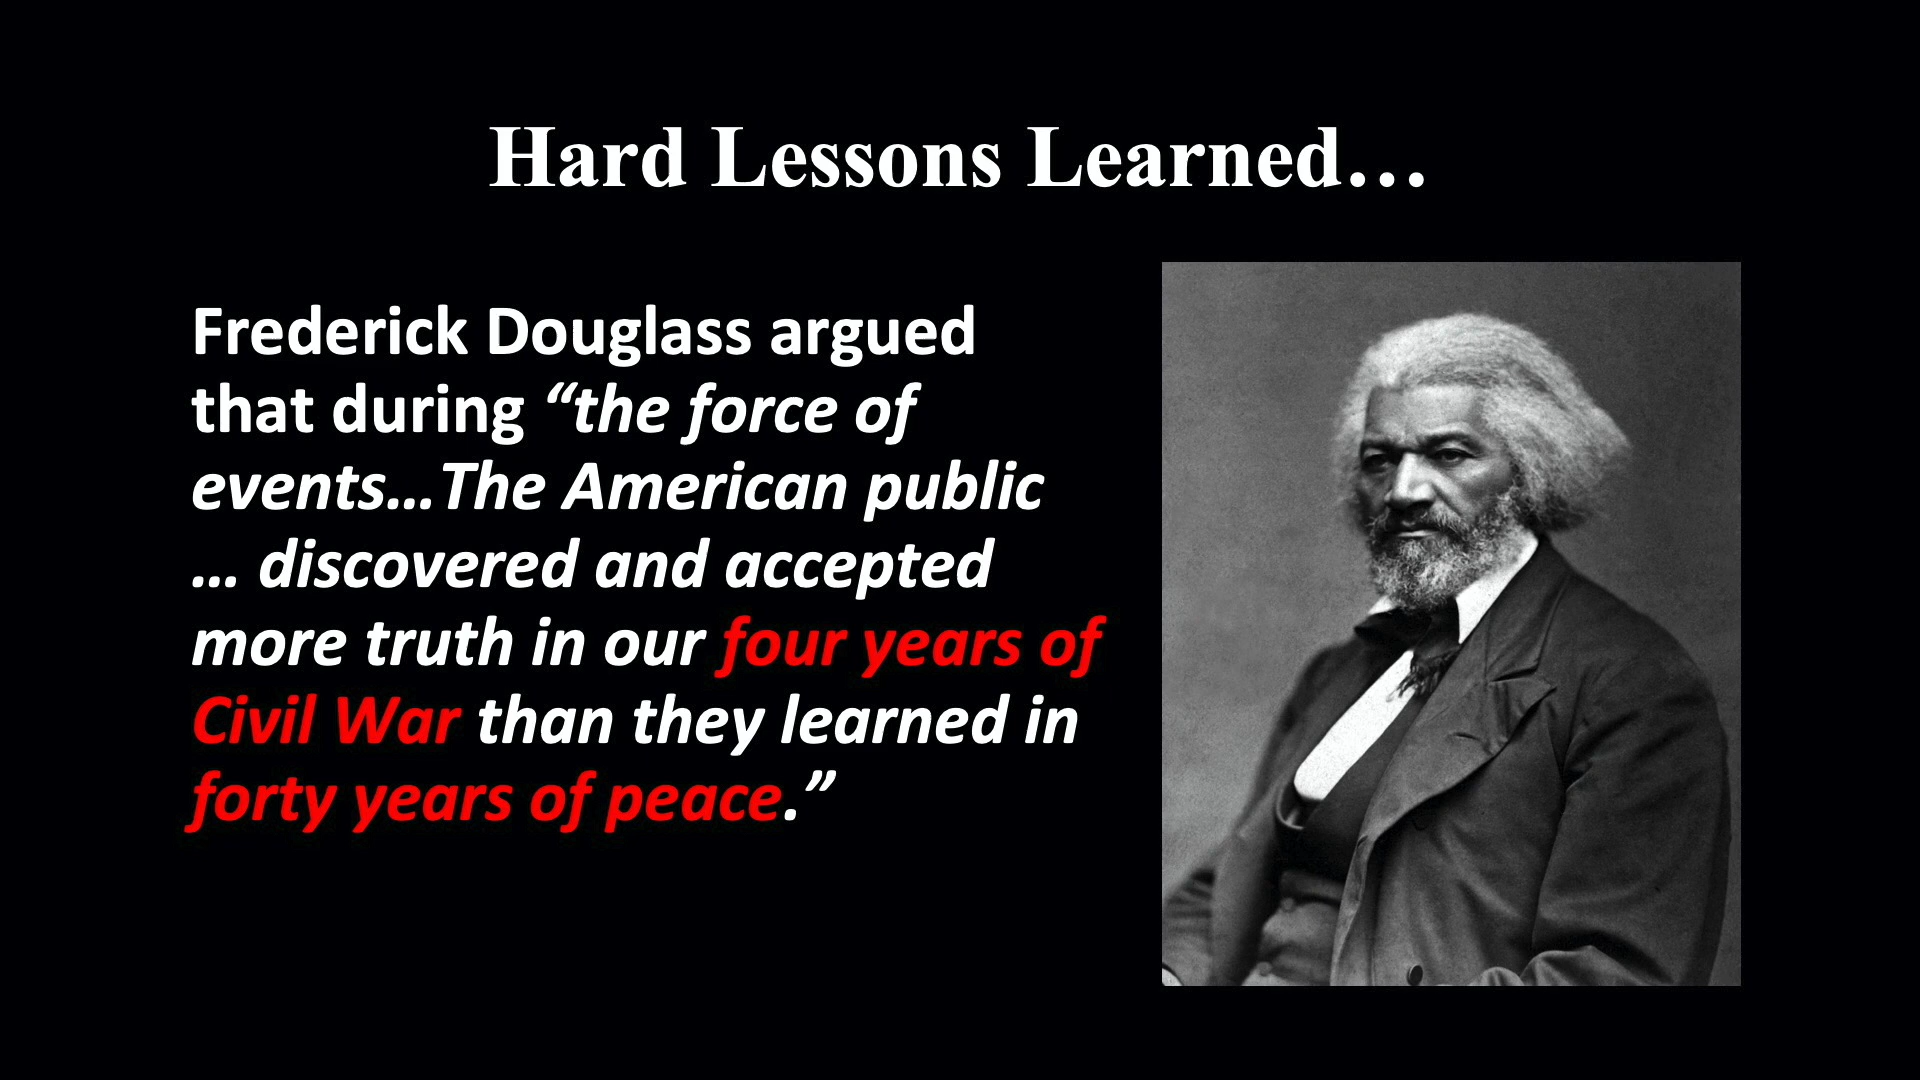 Hard Lessons Learned…
Frederick Douglass argued
that during “the force of
events…The American public
… discovered and accepted
more truth in our four years of
Civil War than they learned in
forty years of peace.”